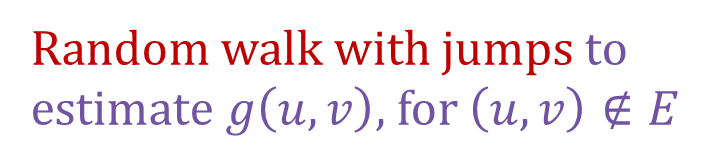 Random walk with jumps to
estimate 𝑔(𝑢, 𝑣), for (𝑢, 𝑣) ∉ 𝐸